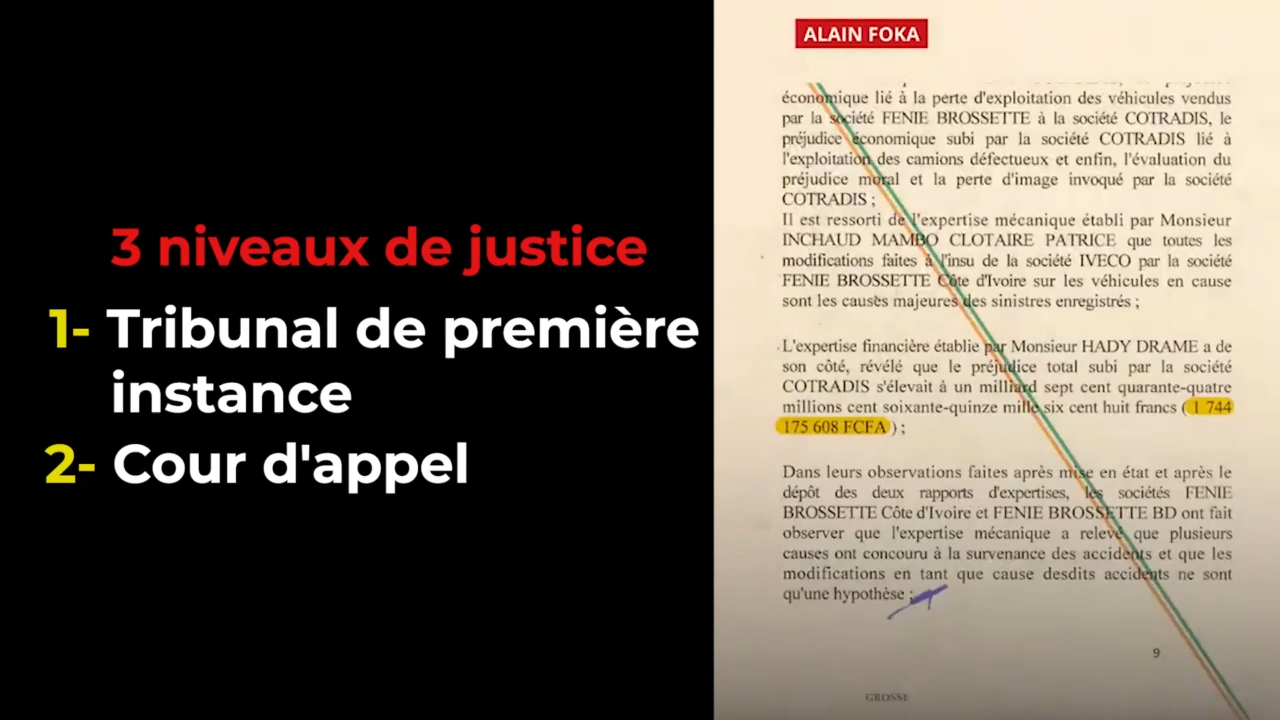 3 niveaux de justice
1- Tribunal de première
instance
2- Cour d'appel
ALAIN FOKA
économique lié à la perte d'exploitation des véhicules vendus
par la société FENIE BROSSETTE à la société COTRADIS, le
préjudice économique subi par la société COTRADIS lié à
l'exploitation des camions défectueux et enfin, l'évaluation du
préjudice moral et la perte d'image invoqué par la société
COTRADIS ;
Il est ressorti de l'expertise mécanique établi par Monsieur
INCHAUD MAMBO CLOTAIRE PATRICE que toutes les
modifications faites à l'insu de la société IVECO par la société
FENIE BROSSETTE Côte d'Ivoire sur les véhicules en cause
sont les causes majeures des sinistres enregistrés ;
L'expertise financière établie par Monsieur HADY DRAME a de
son côté, révélé que le préjudice total subi par la société
COTRADIS s'élevait à un milliard sept cent quarante-quatre
millions cent soixante-quinze mille six cent huit francs ( 1 744
175 608 FCFA ) ;
Dans leurs observations faites après mise en état et après le
dépôt des deux rapports d'expertises, les sociétés FENIE
BROSSETTE Côte d'Ivoire et FENIE BROSSETTE BD ont fait
observer que l'expertise mécanique a relevé que plusieurs
causes ont concouru à la survenance des accidents et que les
modifications en tant que cause desdits accidents ne sont
qu'une hypothèse ;
9
GROSSE